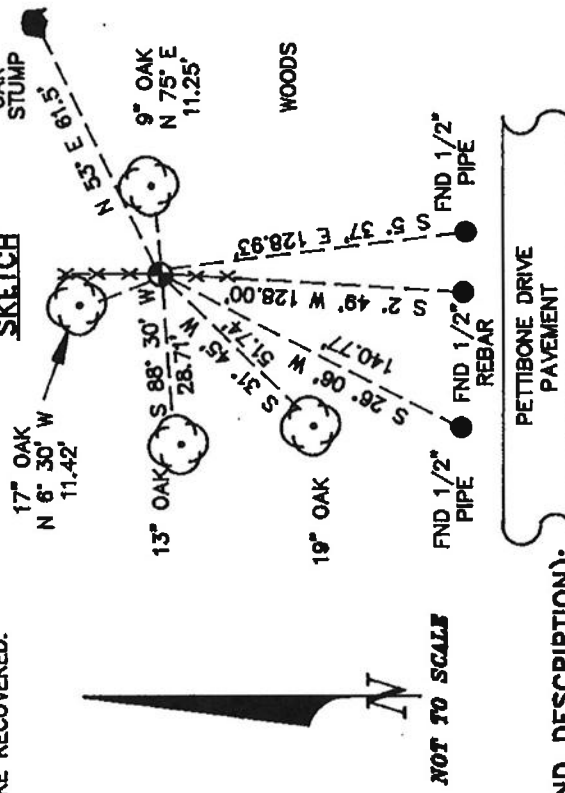 KE RECOVERED.
SKETCH
17" OAK
N 6° 30' W
11.42'
STUMP
N 53° E 61.5'
9" OAK
N 75° E
11.25'
WOODS
S 88° 30' W
28.71'
13" OAK
S 31° 45' W
51.74'
19" OAK
S 26° 06' W
140.77'
S 2° 49' W 128.00'
S 5° 37' E 128.93'
FND 1/2"
PIPE
FND 1/2"
REBAR
FND 1/2"
PIPE
PETTIBONE DRIVE
PAVEMENT
N
NOT TO SCALE
ND DESCRIPTION):